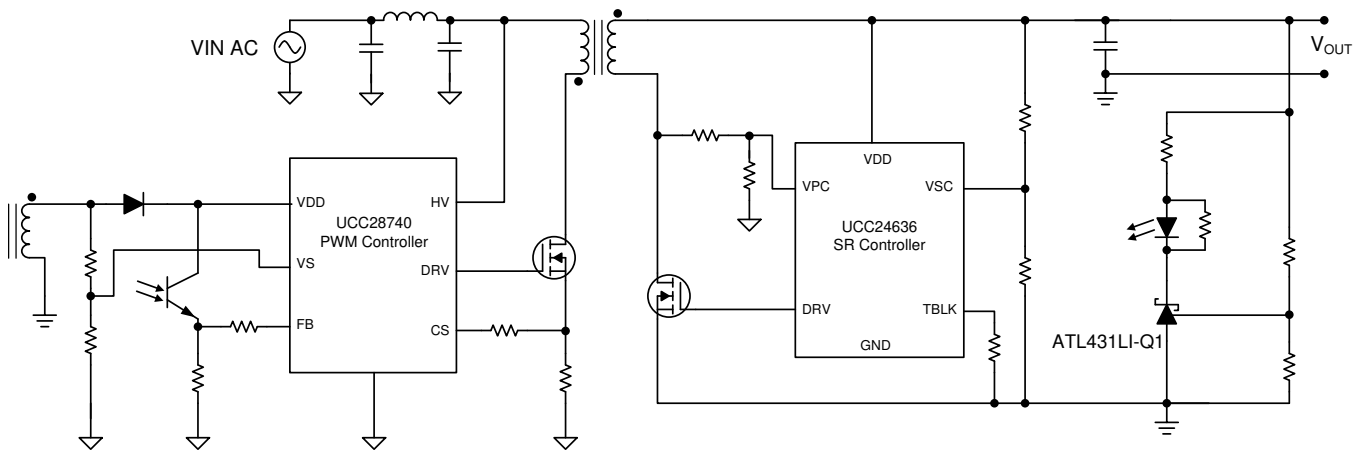 VIN AC
VOUT
VDD
HV
UCC28740
PWM Controller
VS
DRV
FB
CS
VDD
VPC
VSC
UCC24636
SR Controller
DRV
TBLK
GND
ATL431LI-Q1